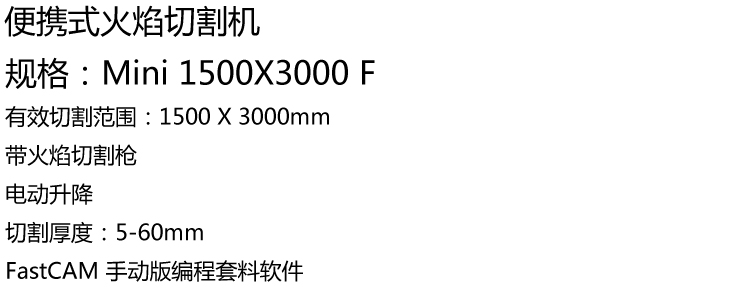 便携式火焰切割机
规格：Mini 1500X3000 F
有效切割范围：1500 X 3000mm
带火焰切割枪
电动升降
切割厚度：5-60mm
FastCAM 手动版编程套料软件